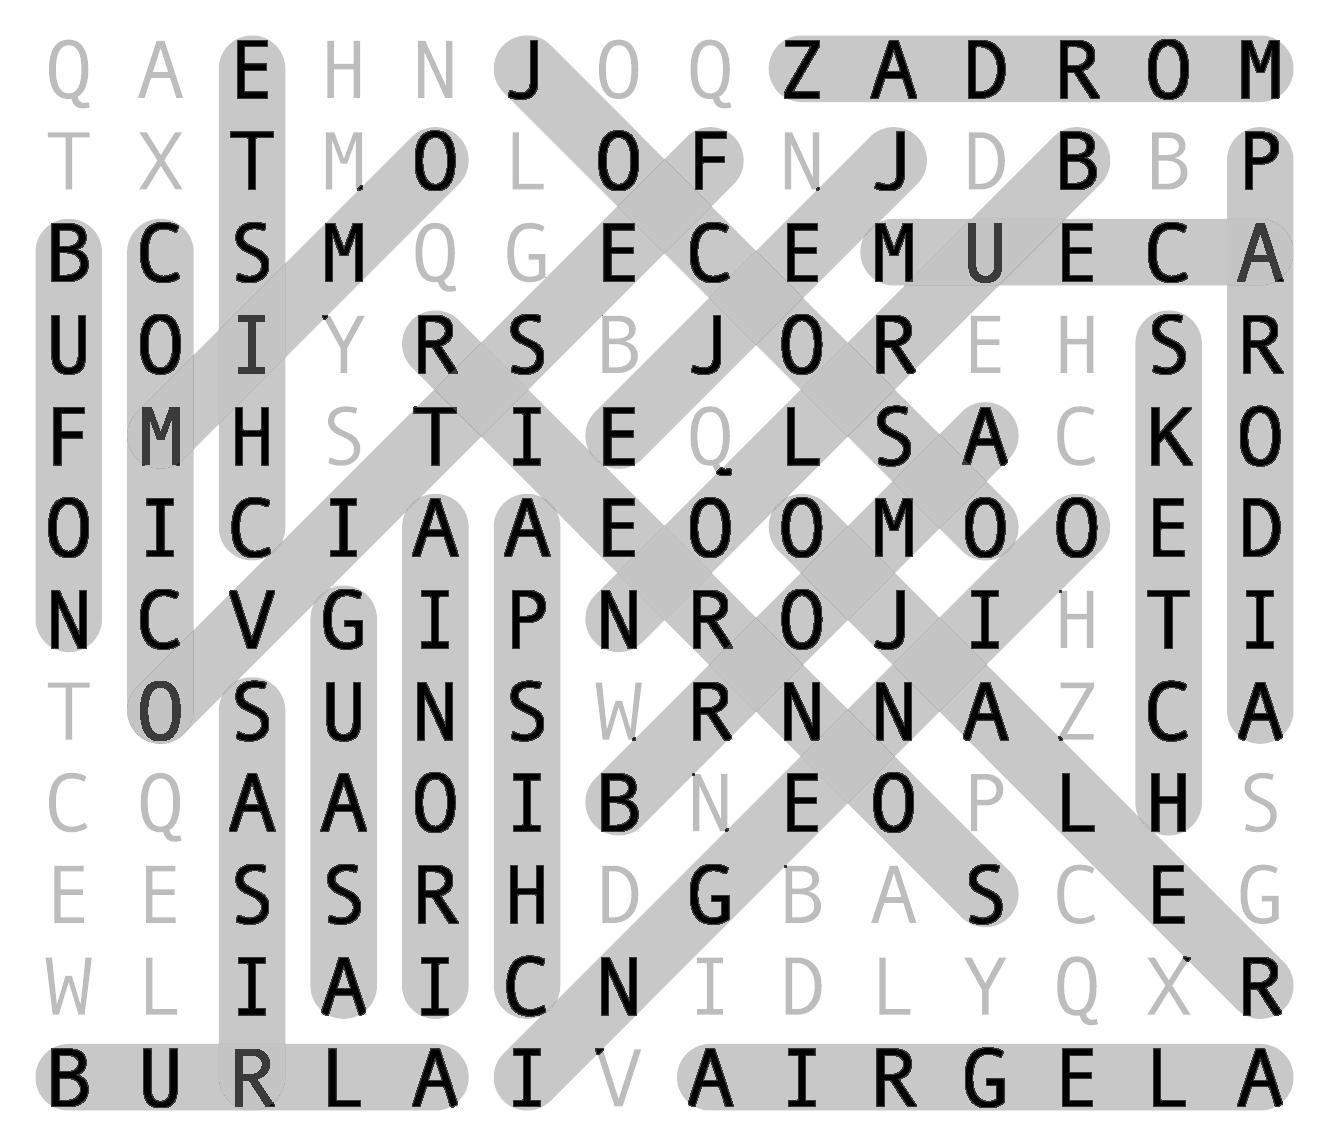 Q A E H N J O Q Z A D R O M
T X T M O L O F N J D B B P
B C S M Q G E C E M U E C A
U O I Y R S B J O R E H S R
F M H S T I E Q L S A C K O
O I C I A A E O O M O O E D
N C V G I P N R O J I H T I
T O S U N S W R N N A Z C A
C Q A A O I B N E O P L H S
E E S S R H D G B A S C E G
W L I A I C N I D L Y Q X R
B U R L A I V A I R G E L A